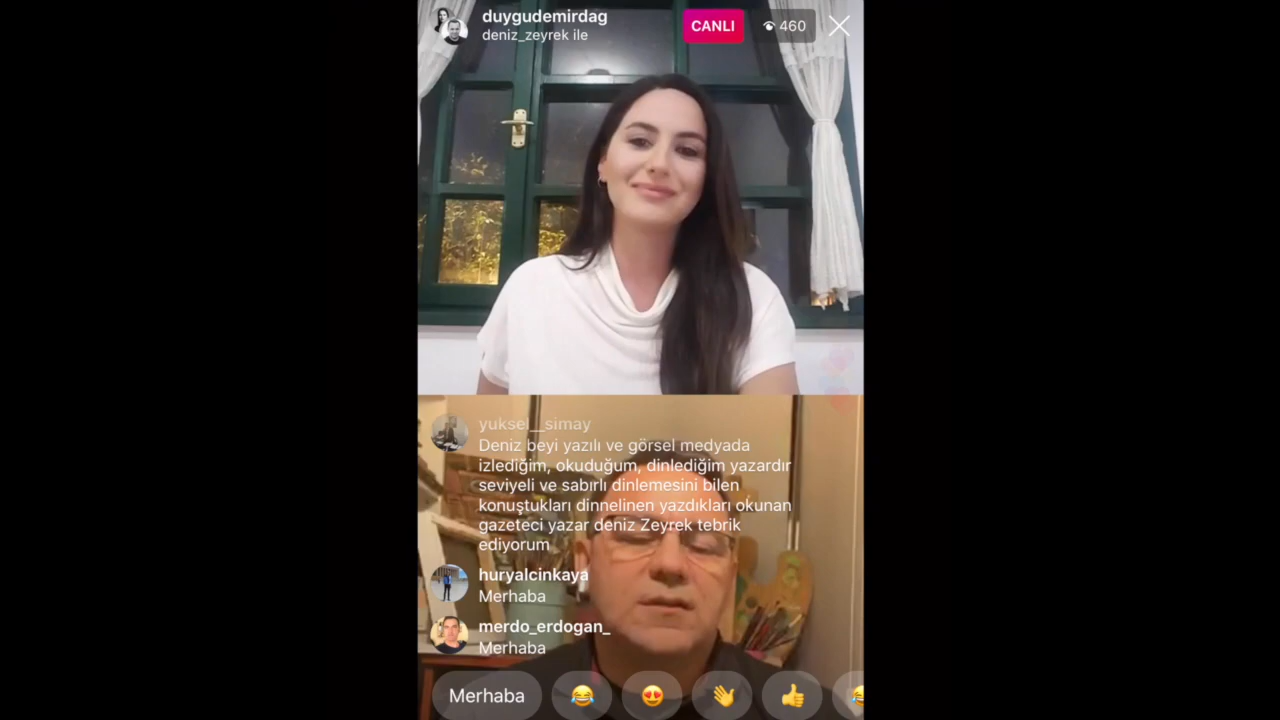 duygudemirdag
deniz_zeyrek ile
CANLI
460
yuksel__simay
Deniz beyi yazılı ve görsel medyada
izlediğim, okuduğum, dinlediğim yazardır
seviyeli ve sabırlı dinlemesini bilen
konuştukları dinnelinen yazdıkları okunan
gazeteci yazar deniz Zeyrek tebrik
ediyorum
huryalcinkaya
Merhaba
merdo_erdogan_
Merhaba
Merhaba